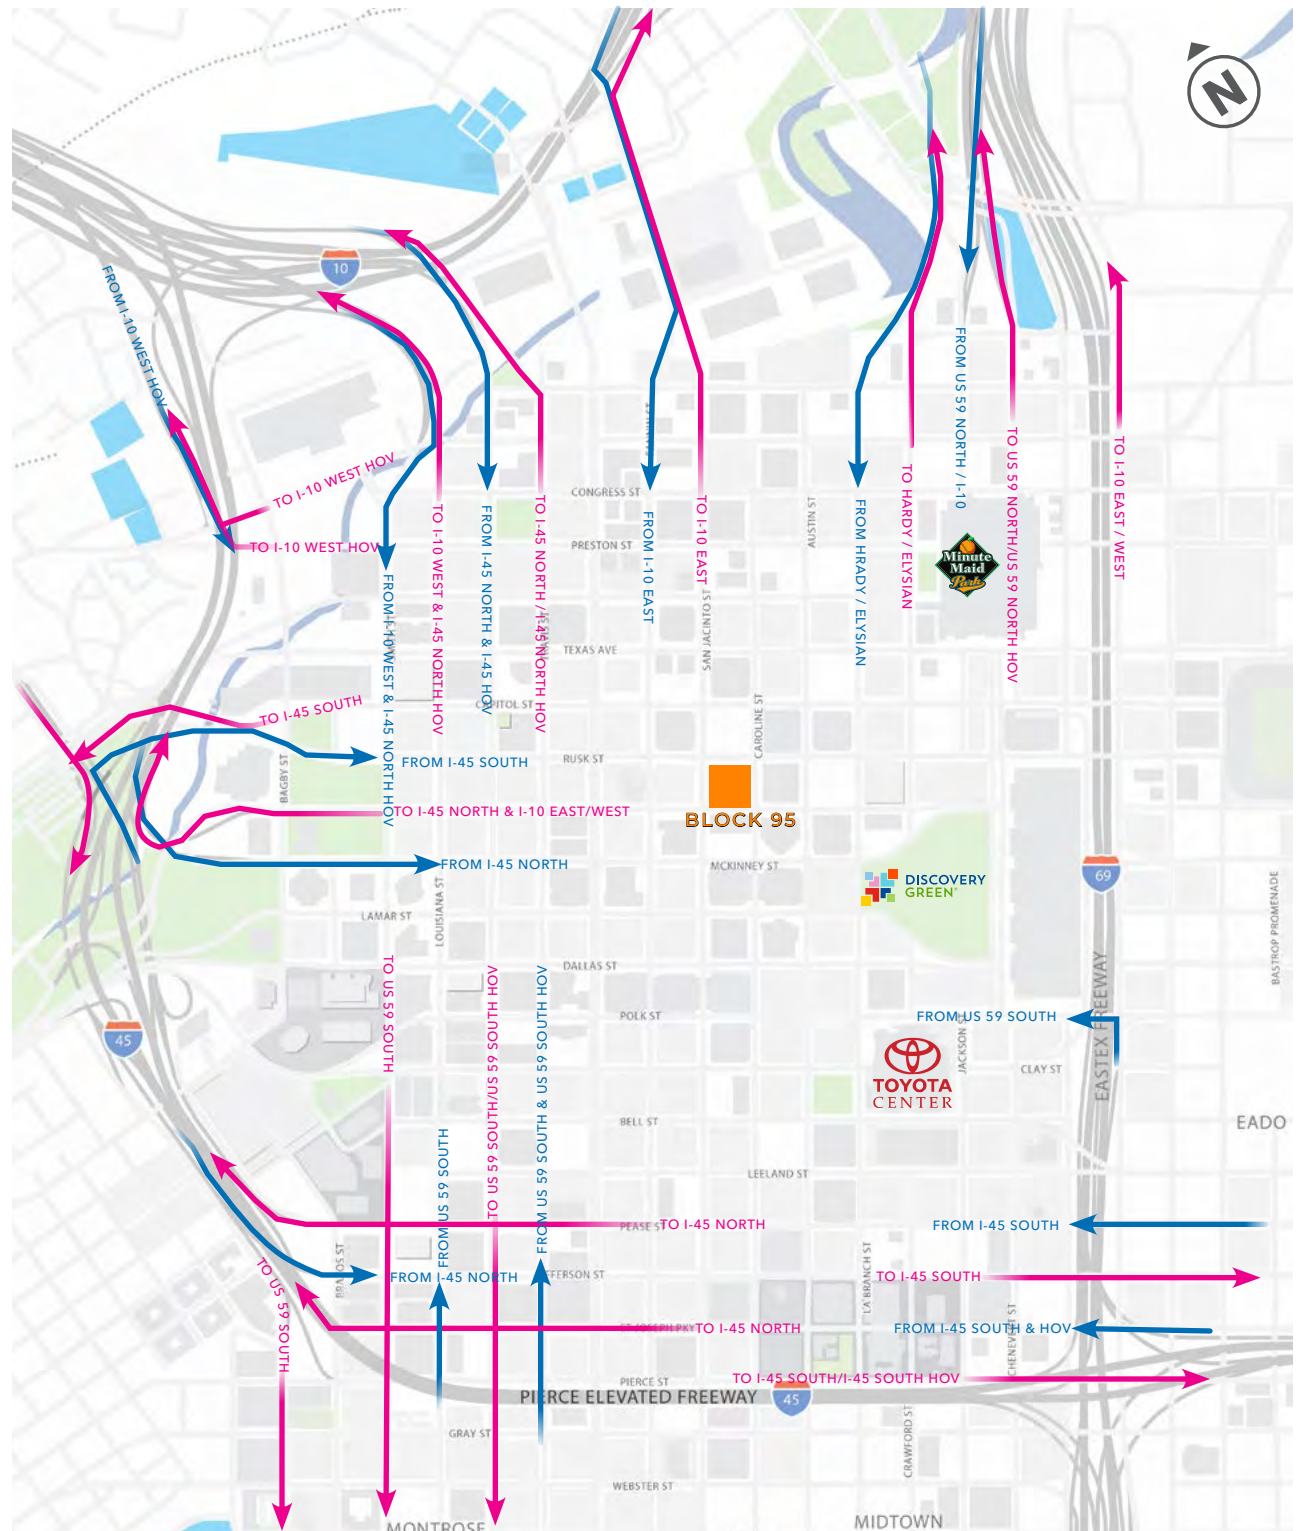 N
10
FROM I-10 WEST HOV
TO I-10 WEST HOV
TO I-10 WEST HOV
FROM I-10 WEST & I-45 NORTH HOV
TO I-10 WEST & I-45 NORTH HOV
FROM I-45 NORTH & I-45 HOV
TO I-45 NORTH / I-45 NORTH HOV
CONGRESS ST
PRESTON ST
TEXAS AVE
CAPITOL ST
RUSK ST
FROM I-10 EAST
TO I-10 EAST
SAN JACINTO ST
AUSTIN ST
CAROLINE ST
FROM HRADY / ELYSIAN
TO HARDY / ELYSIAN
FROM US 59 NORTH / I-10
TO US 59 NORTH/US 59 NORTH HOV
TO I-10 EAST / WEST
Minute
Maid
Park
TO I-45 SOUTH
FROM I-45 SOUTH
BAGBY ST
TO I-45 NORTH & I-10 EAST/WEST
BLOCK 95
FROM I-45 NORTH
MCKINNEY ST
DISCOVERY
GREEN
69
LAMAR ST
LOUISIANA ST
BASTROP PROMENADE
DALLAS ST
POLK ST
TO US 59 SOUTH
TO US 59 SOUTH/US 59 SOUTH HOV
FROM US 59 SOUTH & US 59 SOUTH HOV
FROM US 59 SOUTH
JACKSON ST
EASTEX FREEWAY
45
TOYOTA
CENTER
CLAY ST
BELL ST
EADO
FROM US 59 SOUTH
LEELAND ST
PEASE ST
TO I-45 NORTH
FROM I-45 SOUTH
BRAZOS ST
TO US 59 SOUTH
FROM I-45 NORTH
JEFFERSON ST
LA BRANCH ST
TO I-45 SOUTH
ST JOSEPH PKY
TO I-45 NORTH
FROM I-45 SOUTH & HOV
CHENEVERT ST
PIERCE ST
TO I-45 SOUTH/I-45 SOUTH HOV
PIERCE ELEVATED FREEWAY
45
GRAY ST
CRAWFORD ST
WEBSTER ST
MONTROSE
MIDTOWN